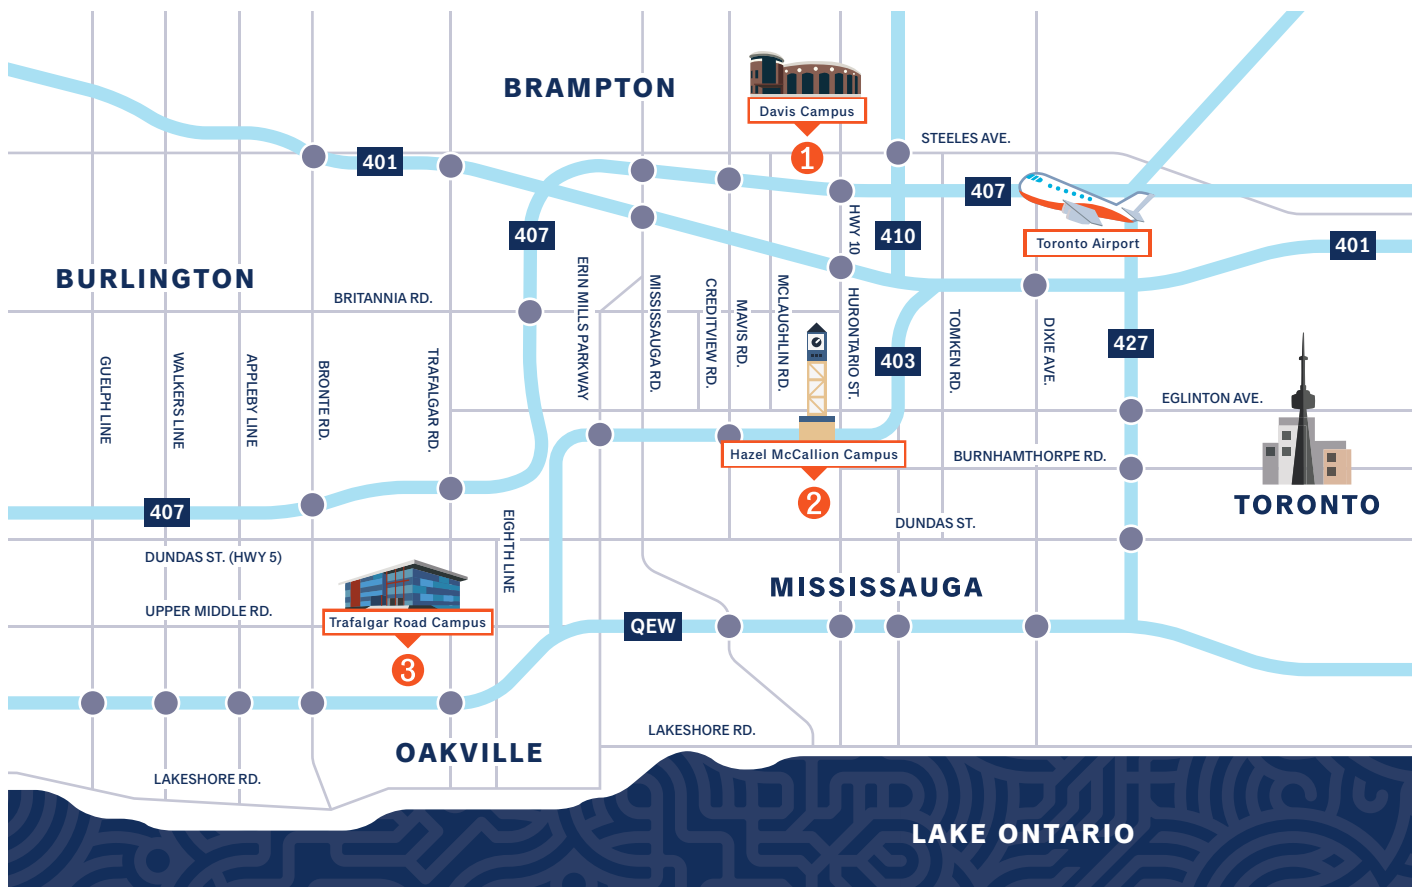 BRAMPTON
Davis Campus
1
STEELES AVE.
401
407
407
HWY 10
410
Toronto Airport
401
BURLINGTON
BRITANNIA RD.
ERIN MILLS PARKWAY
MISSISSAUGA RD.
CREDITVIEW RD.
MAVIS RD.
MCLAUGHLIN RD.
HURONTARIO ST.
403
TOMKEN RD.
DIXIE AVE.
427
GUELPH LINE
WALKERS LINE
APPLEBY LINE
BRONTE RD.
TRAFALGAR RD.
EGLINTON AVE.
Hazel McCallion Campus
2
BURNHAMTHORPE RD.
TORONTO
407
EIGHTH LINE
DUNDAS ST.
DUNDAS ST. (HWY 5)
MISSISSAUGA
UPPER MIDDLE RD.
Trafalgar Road Campus
3
QEW
LAKESHORE RD.
OAKVILLE
LAKESHORE RD.
LAKE ONTARIO